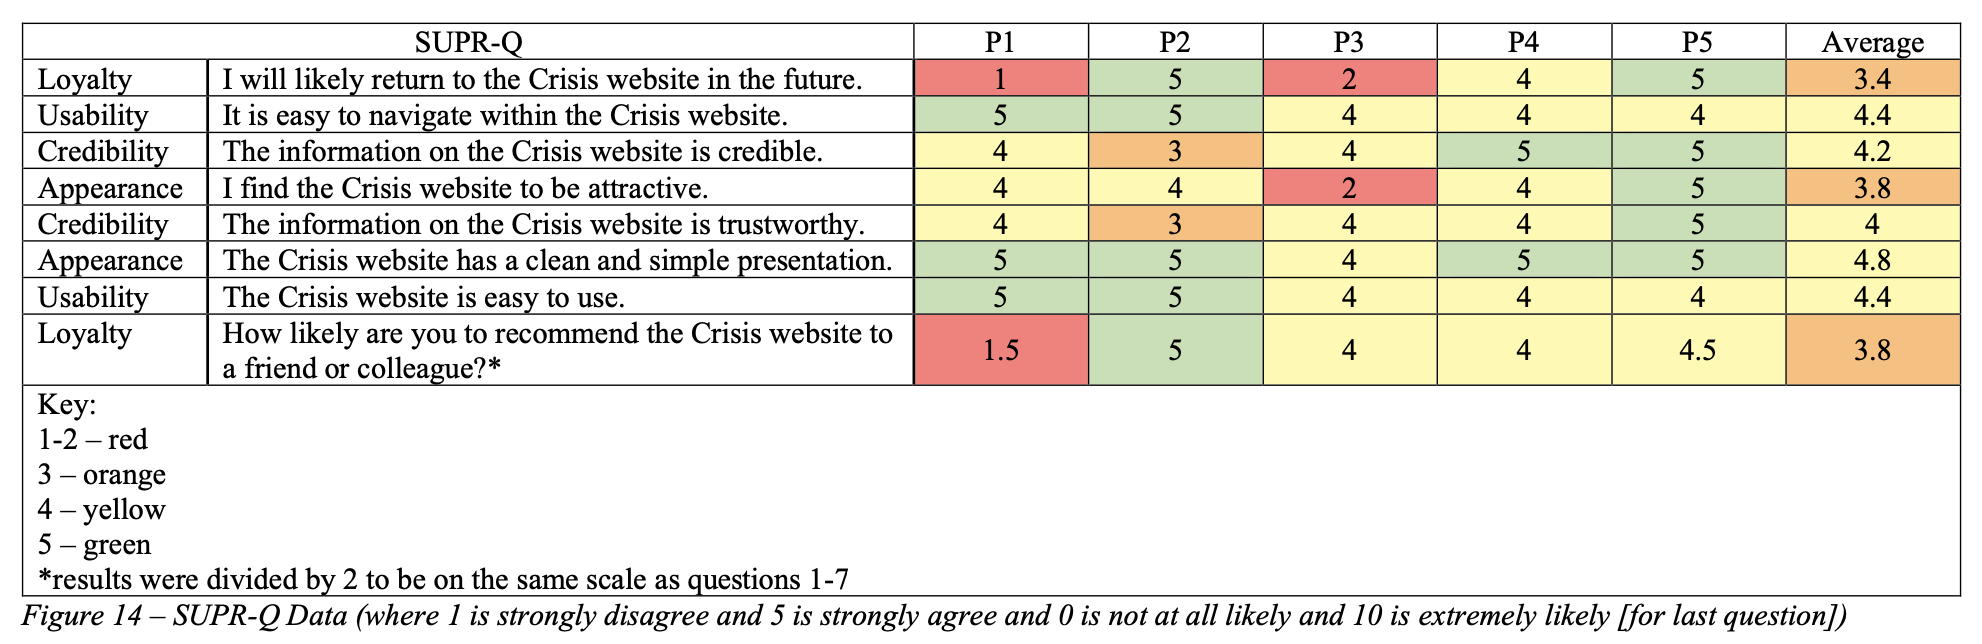 SUPR-Q P1 P2 P3 P4 P5 Average
Loyalty I will likely return to the Crisis website in the future. 1 5 2 4 5 3.4
Usability It is easy to navigate within the Crisis website. 5 5 4 4 4 4.4
Credibility The information on the Crisis website is credible. 4 3 4 5 5 4.2
Appearance I find the Crisis website to be attractive. 4 4 2 4 5 3.8
Credibility The information on the Crisis website is trustworthy. 4 3 4 4 5 4
Appearance The Crisis website has a clean and simple presentation. 5 5 4 5 5 4.8
Usability The Crisis website is easy to use. 5 5 4 4 4 4.4
Loyalty How likely are you to recommend the Crisis website to
a friend or colleague?* 1.5 5 4 4 4.5 3.8
Key:
1-2 – red
3 – orange
4 – yellow
5 – green
*results were divided by 2 to be on the same scale as questions 1-7
Figure 14 – SUPR-Q Data (where 1 is strongly disagree and 5 is strongly agree and 0 is not at all likely and 10 is extremely likely [for last question])